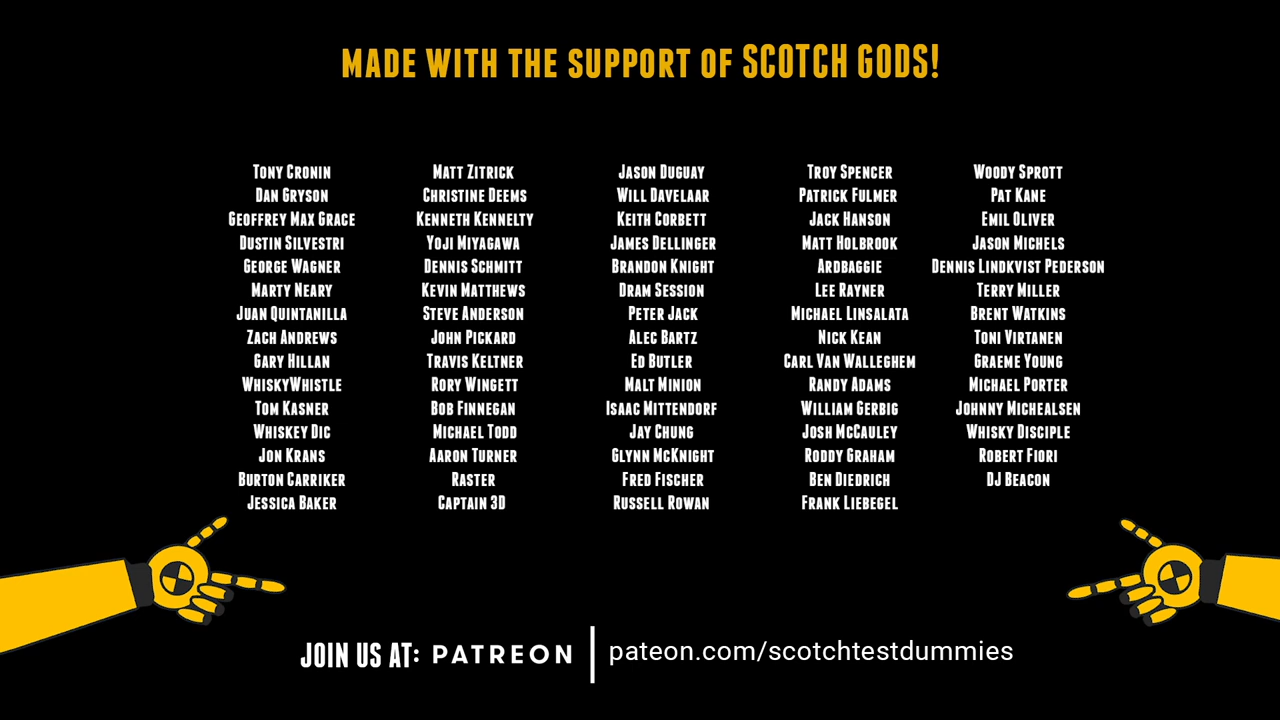 MADE WITH THE SUPPORT OF SCOTCH GODS!
TONY CRONIN
DAN GRYSON
GEOFFREY MAX GRACE
DUSTIN SILVESTRI
GEORGE WAGNER
MARTY NEARY
JUAN QUINTANILLA
ZACH ANDREWS
GARY HILLAN
WHISKYWHISTLE
TOM KASNER
WHISKEY DIC
JON KRANS
BURTON CARRIKER
JESSICA BAKER
MATT ZITRICK
CHRISTINE DEEMS
KENNETH KENNELTY
YOJI MIYAGAWA
DENNIS SCHMITT
KEVIN MATTHEWS
STEVE ANDERSON
JOHN PICKARD
TRAVIS KELTNER
RORY WINGETT
BOB FINNEGAN
MICHAEL TODD
AARON TURNER
RASTER
CAPTAIN 3D
JASON DUGUAY
WILL DAVELAAR
KEITH CORBETT
JAMES DELLINGER
BRANDON KNIGHT
DRAM SESSION
PETER JACK
ALEC BARTZ
ED BUTLER
MALT MINION
ISAAC MITTENDORF
JAY CHUNG
GLYNN MCKNIGHT
FRED FISCHER
RUSSELL ROWAN
TROY SPENCER
PATRICK FULMER
JACK HANSON
MATT HOLBROOK
ARDBAGGIE
LEE RAYNER
MICHAEL LINSALATA
NICK KEAN
CARL VAN WALLEGHEM
RANDY ADAMS
WILLIAM GERBIG
JOSH MCCAULEY
RODDY GRAHAM
BEN DIEDRICH
FRANK LIEBEGEL
WOODY SPROTT
PAT KANE
EMIL OLIVER
JASON MICHELS
DENNIS LINDKVIST PEDERSON
TERRY MILLER
BRENT WATKINS
TONI VIRTANEN
GRAEME YOUNG
MICHAEL PORTER
JOHNNY MICHEALSEN
WHISKY DISCIPLE
ROBERT FIORI
DJ BEACON
JOIN US AT: PATREON | pateon.com/scotchtestdummies